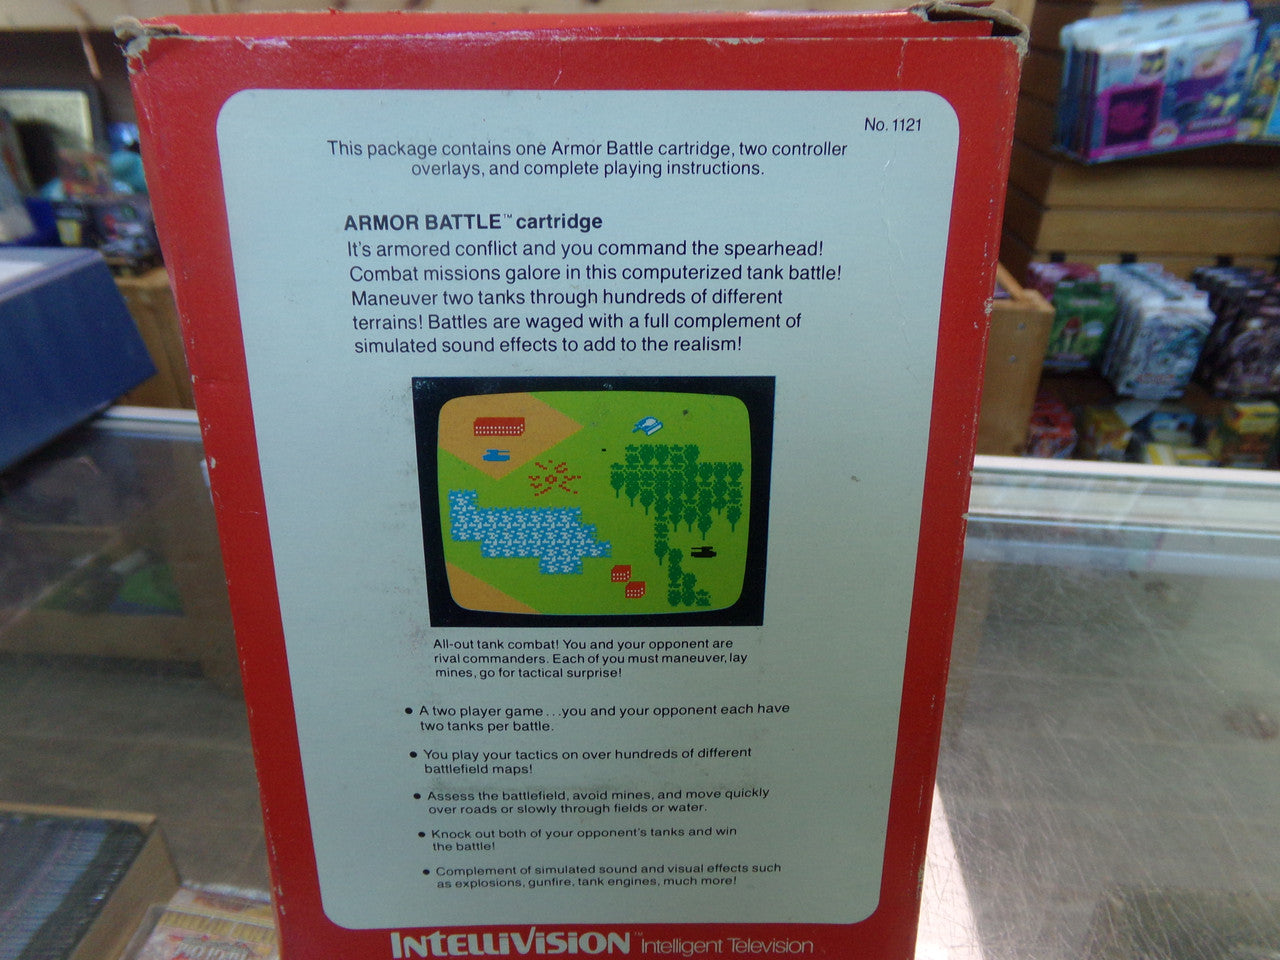 No. 1121
This package contains one Armor Battle cartridge, two controller
overlays, and complete playing instructions.
ARMOR BATTLE™ cartridge
It's armored conflict and you command the spearhead!
Combat missions galore in this computerized tank battle!
Maneuver two tanks through hundreds of different
terrains! Battles are waged with a full complement of
simulated sound effects to add to the realism!
All-out tank combat! You and your opponent are
rival commanders. Each of you must maneuver, lay
mines, go for tactical surprise!
• A two player game...you and your opponent each have
two tanks per battle.
• You play your tactics on over hundreds of different
battlefield maps!
• Assess the battlefield, avoid mines, and move quickly
over roads or slowly through fields or water.
• Knock out both of your opponent's tanks and win
the battle!
• Complement of simulated sound and visual effects such
as explosions, gunfire, tank engines, much more!
INTELLIVISION™ Intelligent Television